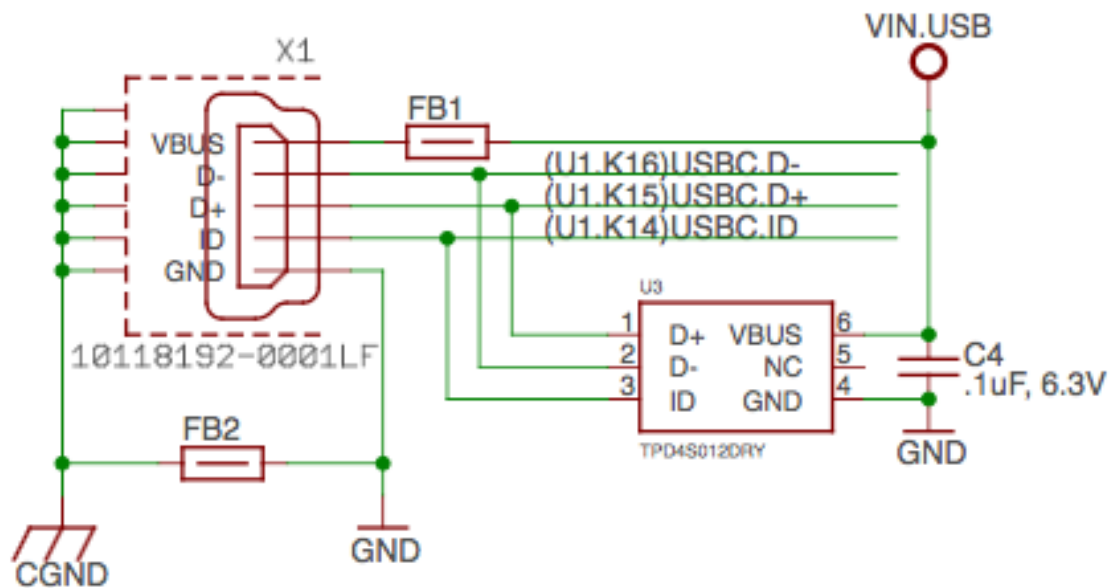 VIN.USB
X1
FB1
VBUS
D-
D+
ID
GND
(U1.K16)USBC.D-
(U1.K15)USBC.D+
(U1.K14)USBC.ID
10118192-0001LF
U3
1 D+ VBUS 6
2 D- NC 5
3 ID GND 4
TPD4S012DRY
C4
.1uF, 6.3V
GND
FB2
GND
CGND